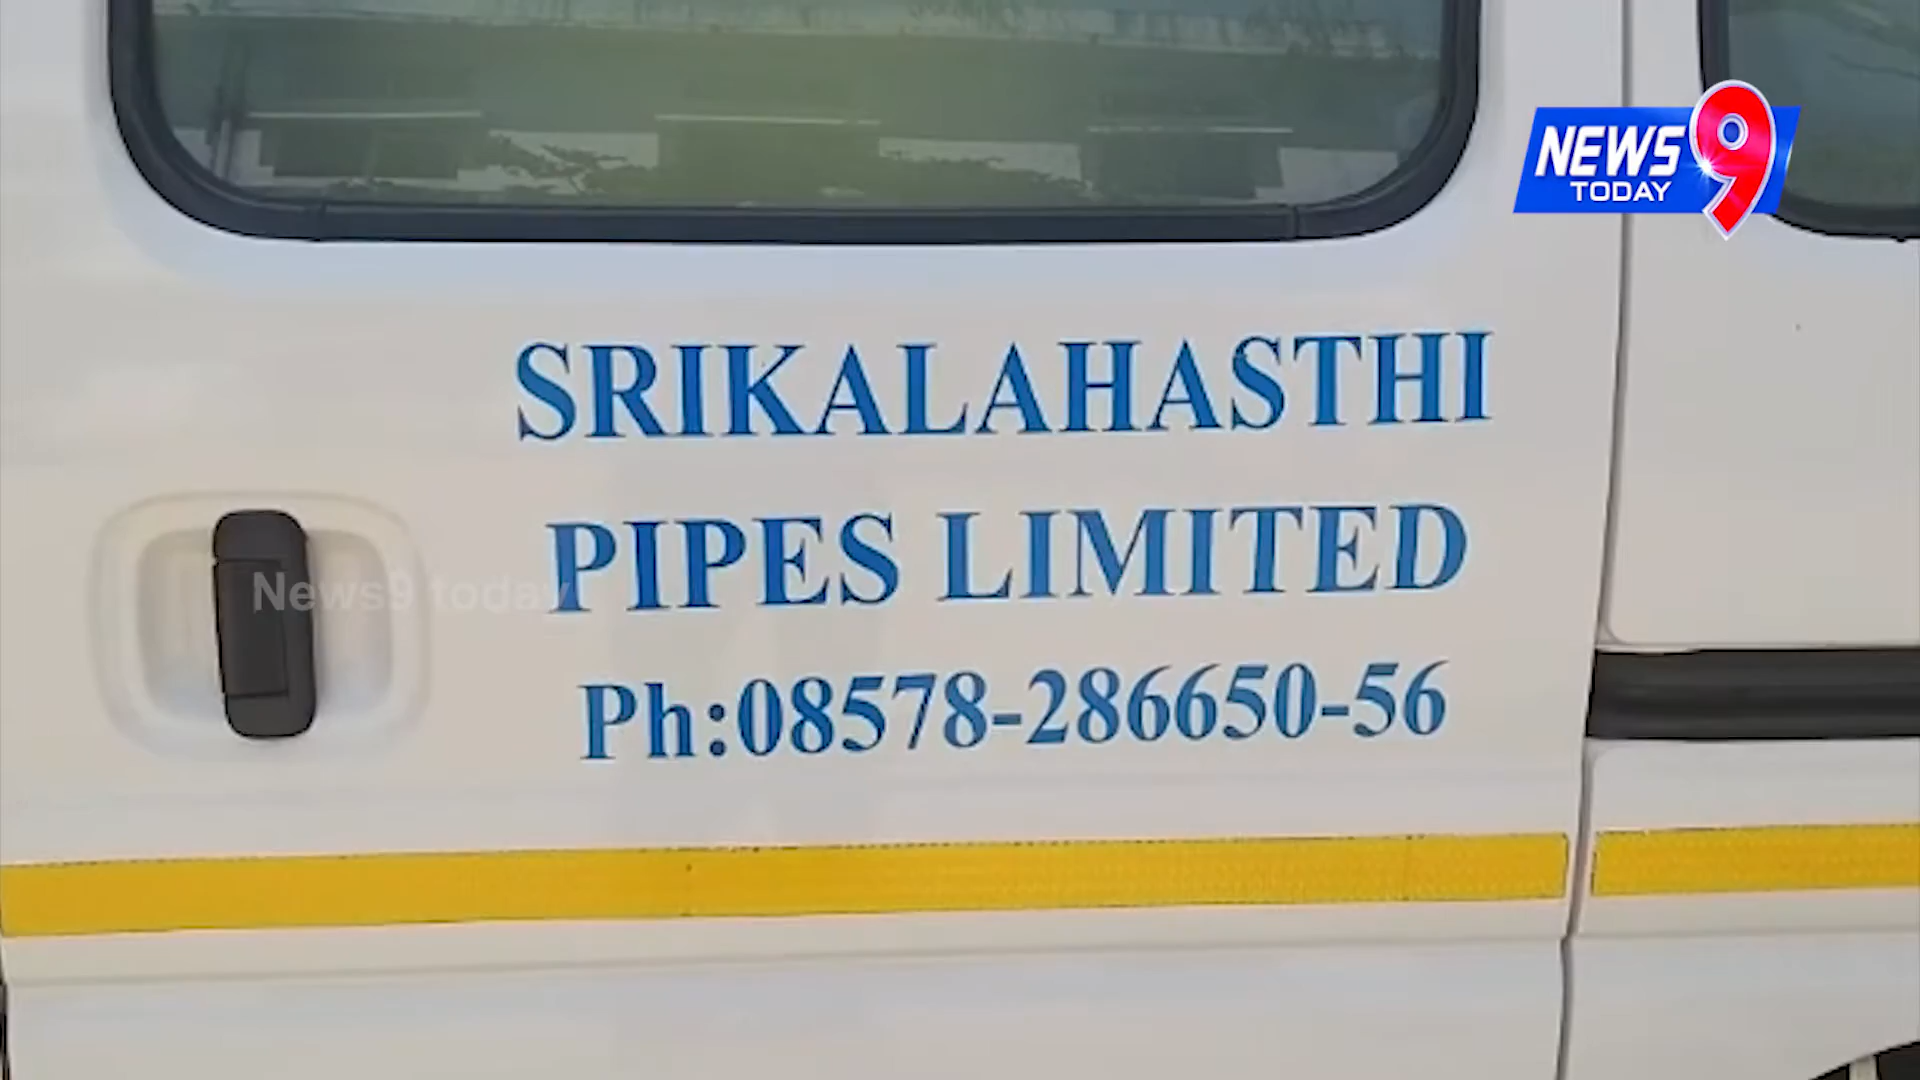 NEWS 9
TODAY
SRIKALAHASTHI
PIPES LIMITED
News9 today
Ph:08578-286650-56